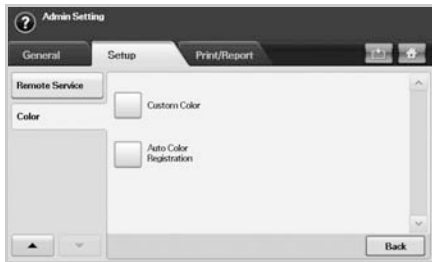 ? Admin Setting
General Setup Print/Report
Remote Service
Custom Color
Color
Auto Color
Registration
Back